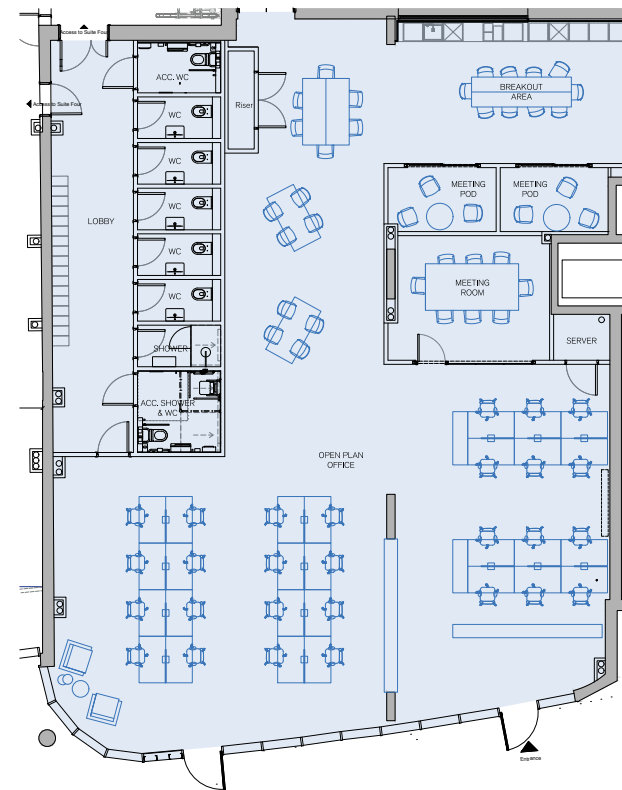 Access to Suite Four
Access to Suite Four
ACC. WC
Riser
BREAKOUT
AREA
WC
WC
MEETING
POD
MEETING
POD
WC
LOBBY
WC
MEETING
ROOM
WC
SHOWER
SERVER
ACC. SHOWER
& WC
OPEN PLAN
OFFICE
Entrance